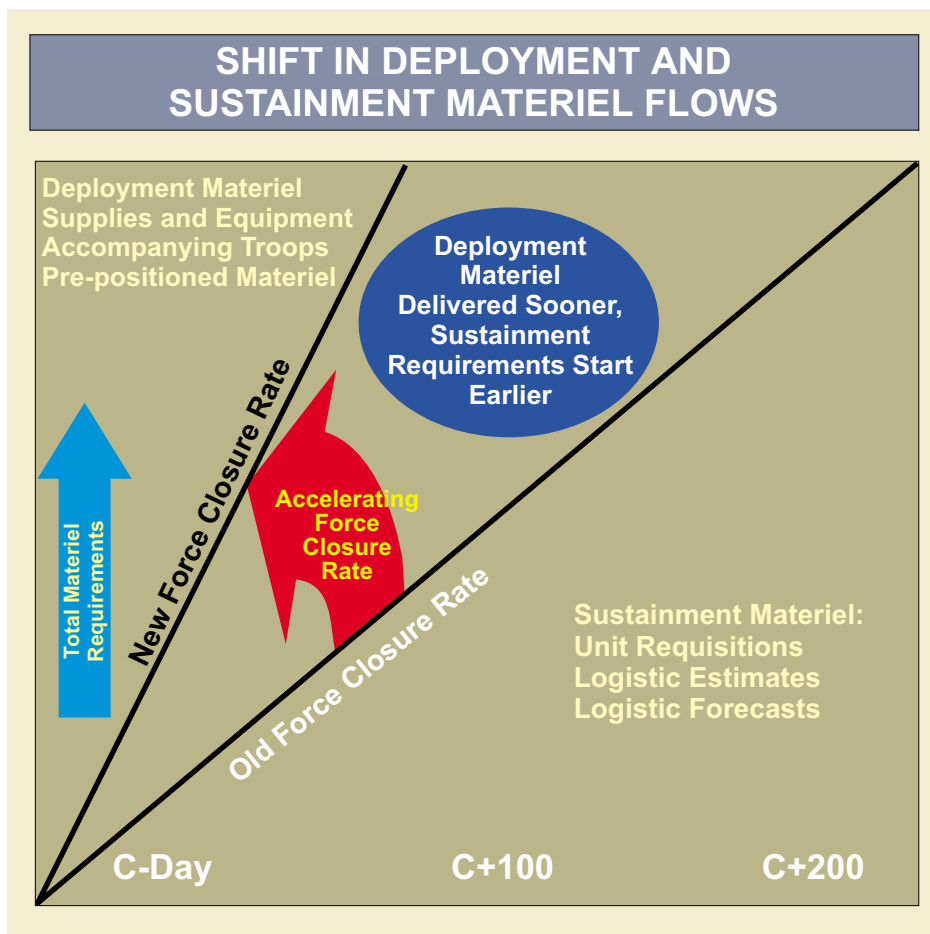 SHIFT IN DEPLOYMENT AND
SUSTAINMENT MATERIEL FLOWS
Deployment Materiel
Supplies and Equipment
Accompanying Troops
Pre-positioned Materiel
Deployment
Materiel
Delivered Sooner,
Sustainment
Requirements Start
Earlier
New Force Closure Rate
Accelerating
Force
Closure
Rate
Total Materiel
Requirements
Old Force Closure Rate
Sustainment Materiel:
Unit Requisitions
Logistic Estimates
Logistic Forecasts
C-Day
C+100
C+200